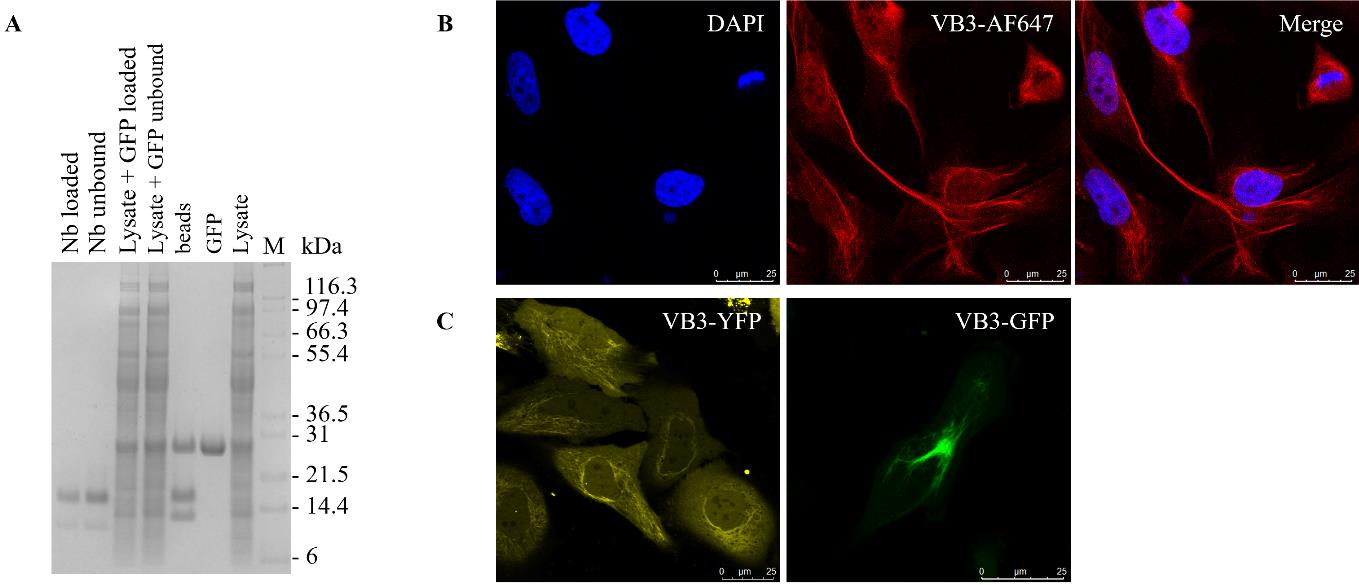 A
Nb loaded
Nb unbound
Lysate + GFP loaded
Lysate + GFP unbound
beads
GFP
Lysate
M kDa
- 116.3
- 97.4
- 66.3
- 55.4
- 36.5
- 31
- 21.5
- 14.4
- 6
B
DAPI
0 µm 25
VB3-AF647
0 µm 25
Merge
0 µm 25
C
VB3-YFP
0 µm 25
VB3-GFP
0 µm 25